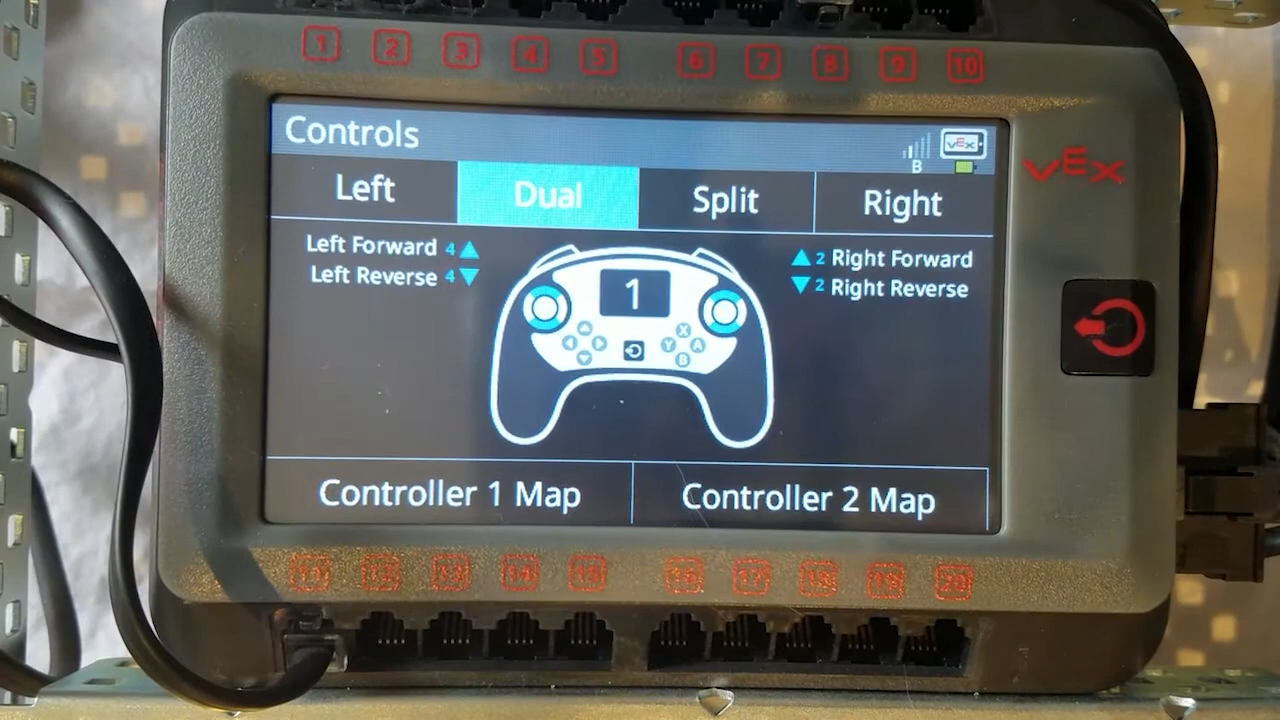 1 2 3 4 5 6 7 8 9 10
Controls
B
VEX
VEX
Left Dual Split Right
Left Forward 4 ▲ ▲ 2 Right Forward
Left Reverse 4 ▼ ▼ 2 Right Reverse
1
X
Y A
B
Controller 1 Map Controller 2 Map
11 12 13 14 15 16 17 18 19 20